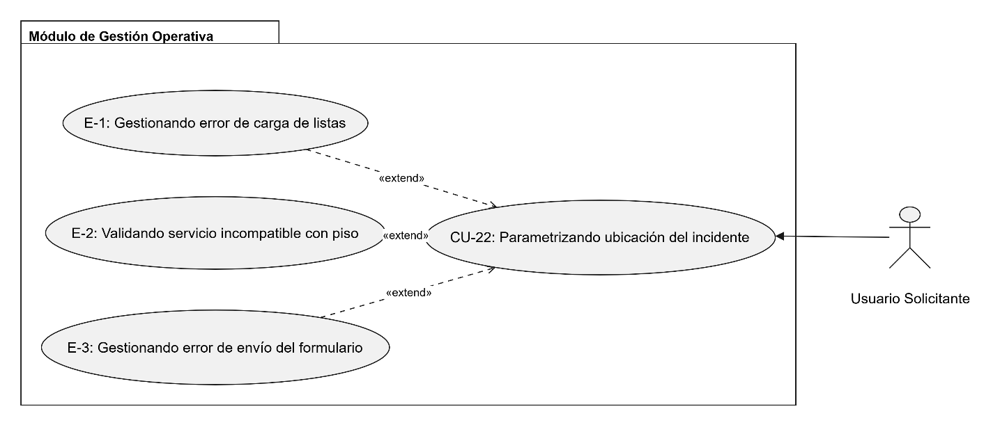 Módulo de Gestión Operativa
E-1: Gestionando error de carga de listas
«extend»
E-2: Validando servicio incompatible con piso
«extend»
CU-22: Parametrizando ubicación del incidente
«extend»
Usuario Solicitante
E-3: Gestionando error de envío del formulario